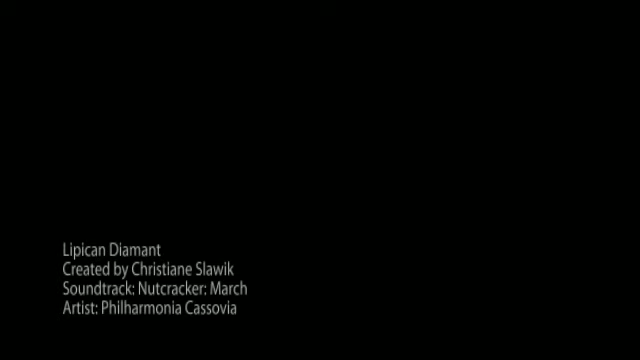 Lipican Diamant
Created by Christiane Slawik
Soundtrack: Nutcracker: March
Artist: Philharmonia Cassovia